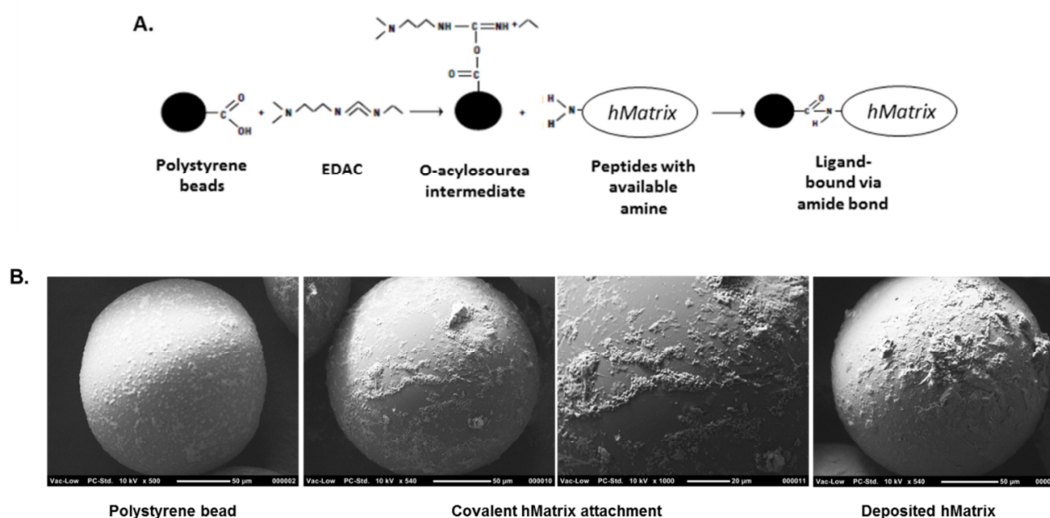 A.
N NH C NH +
O
O C
C O OH + N N N + H N H hMatrix C O N H hMatrix
Polystyrene
beads
EDAC
O-acylosourea
intermediate
Peptides with
available
amine
Ligand-
bound via
amide bond
B.
Vac-Low PC-Std. 10 kV x 500 50 µm 000002
Vac-Low PC-Std. 10 kV x 540 50 µm 000010
Vac-Low PC-Std. 10 kV x 1000 20 µm 000011
Vac-Low PC-Std. 10 kV x 540 50 µm
Polystyrene bead
Covalent hMatrix attachment
Deposited hMatrix